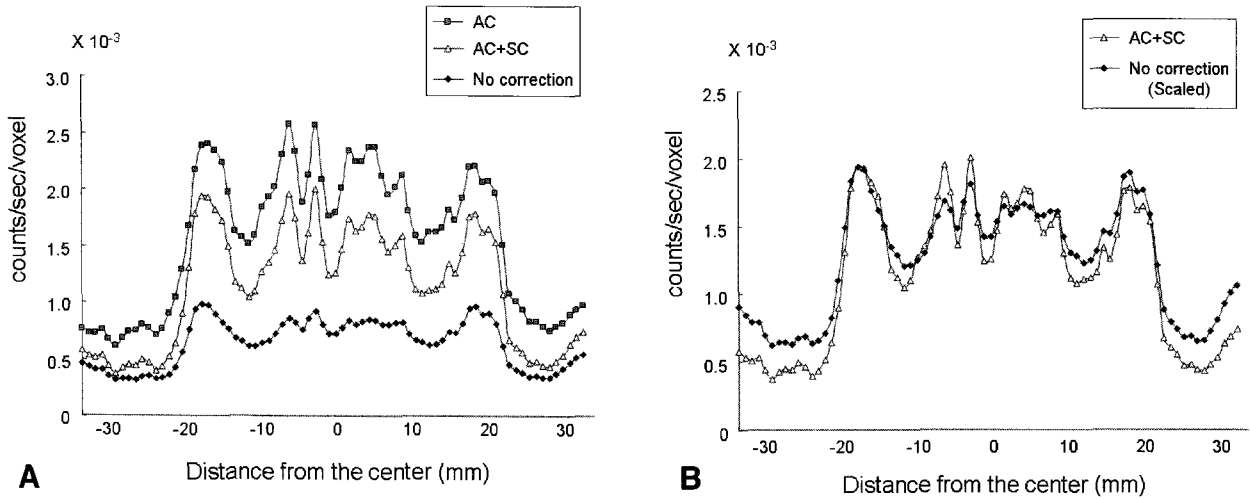 X 10-3
AC
AC+SC
No correction
3.0
2.5
2.0
1.5
1.0
0.5
0
counts/sec/voxel
-30
-20
-10
0
10
20
30
Distance from the center (mm)
A
X 10-3
AC+SC
No correction
(Scaled)
2.5
2.0
1.5
1.0
0.5
0
counts/sec/voxel
-30
-20
-10
0
10
20
30
Distance from the center (mm)
B